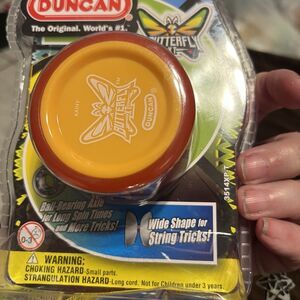 DUNCAN
The Original. World's #1.
BUTTERFLY
BUTTERFLY
DUNCAN
Ball-Bearing Axle
for Long Spin Times
and More Tricks!
Wide Shape for
String Tricks!
0-3
WARNING:
CHOKING HAZARD-Small parts.
STRANGULATION HAZARD-Long cord. Not for Children under 3 years.